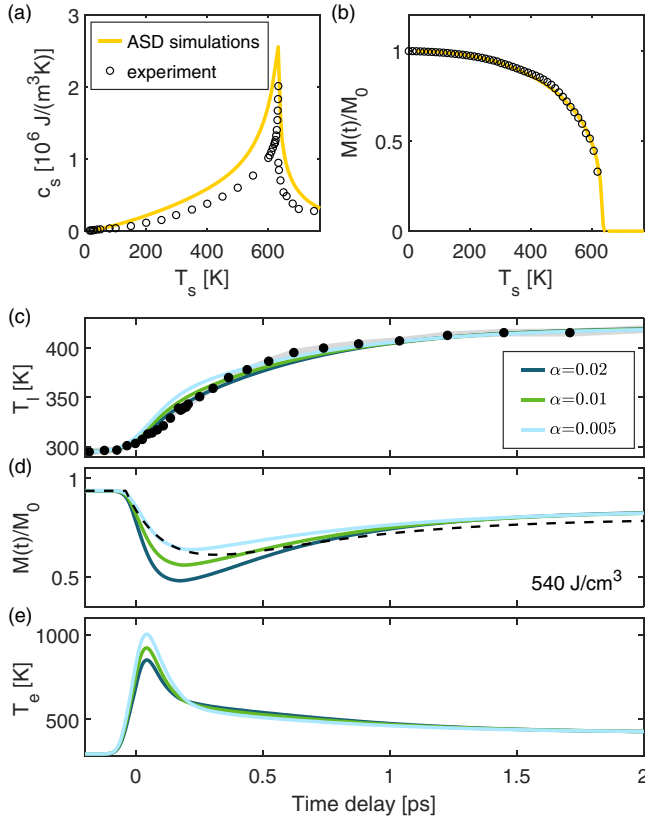 (a)
3
2
1
0
c_s [10^6 J/(m^3K)]
ASD simulations
experiment
0 200 400 600
T_s [K]
(b)
1
0.5
0
M(t)/M_0
0 200 400 600
T_s [K]
(c)
400
350
300
T_l [K]
α=0.02
α=0.01
α=0.005
(d)
1
0.5
M(t)/M_0
540 J/cm^3
(e)
1000
500
T_e [K]
0 0.5 1 1.5 2
Time delay [ps]